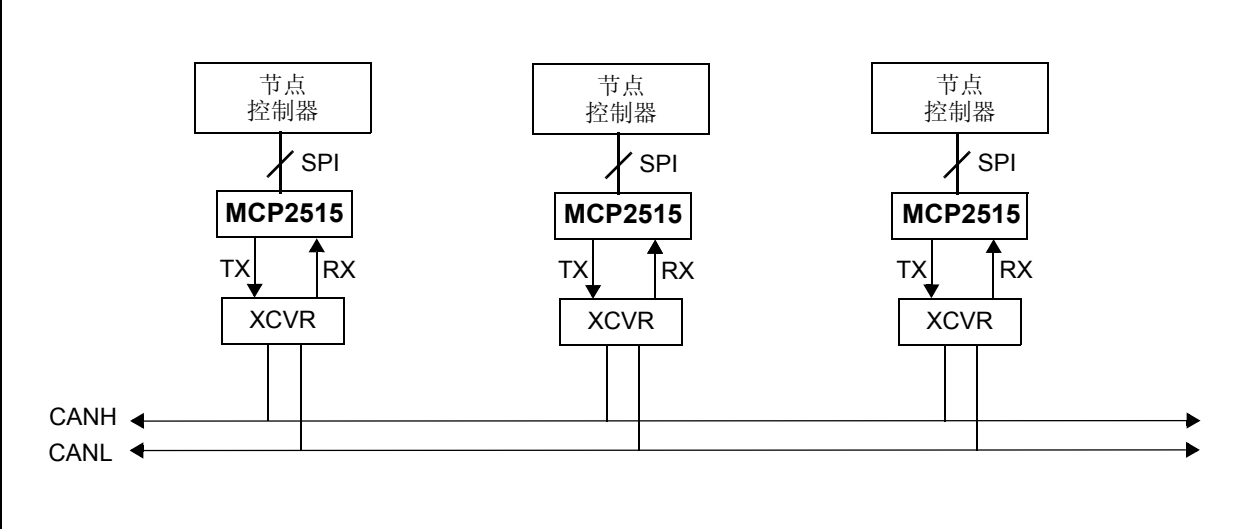 节点 节点 节点
控制器 控制器 控制器
SPI SPI SPI
MCP2515 MCP2515 MCP2515
TX RX TX RX TX RX
XCVR XCVR XCVR
CANH
CANL